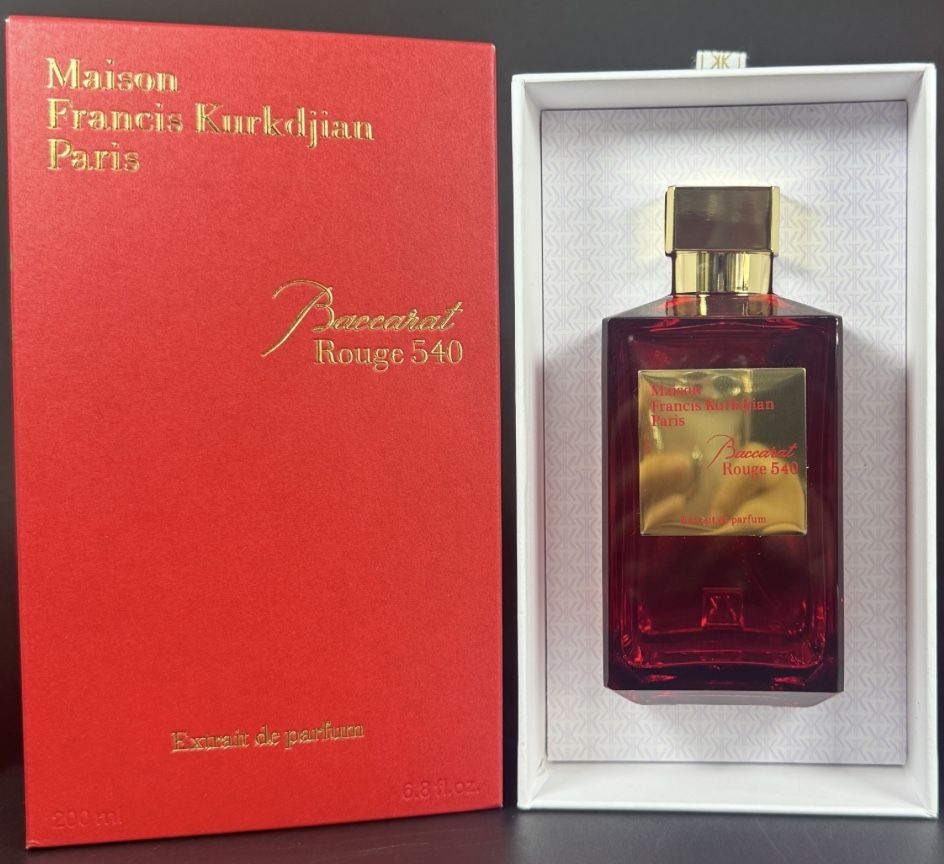 Maison
Francis Kurkdjian
Paris
Baccarat
Rouge 540
Extrait de parfum
200 ml
6.8 fl.oz.
Maison
Francis Kurkdjian
Paris
Baccarat
Rouge 540
Extrait de parfum